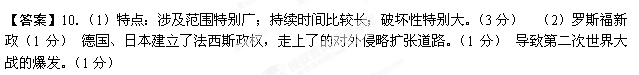 【答案】10.（1）特点：涉及范围特别广；持续时间比较长；破坏性特别大。（3分） （2）罗斯福新
政（1分） 德国、日本建立了法西斯政权，走上了的对外侵略扩张道路。（1分） 导致第二次世界大
战的爆发。（1分）